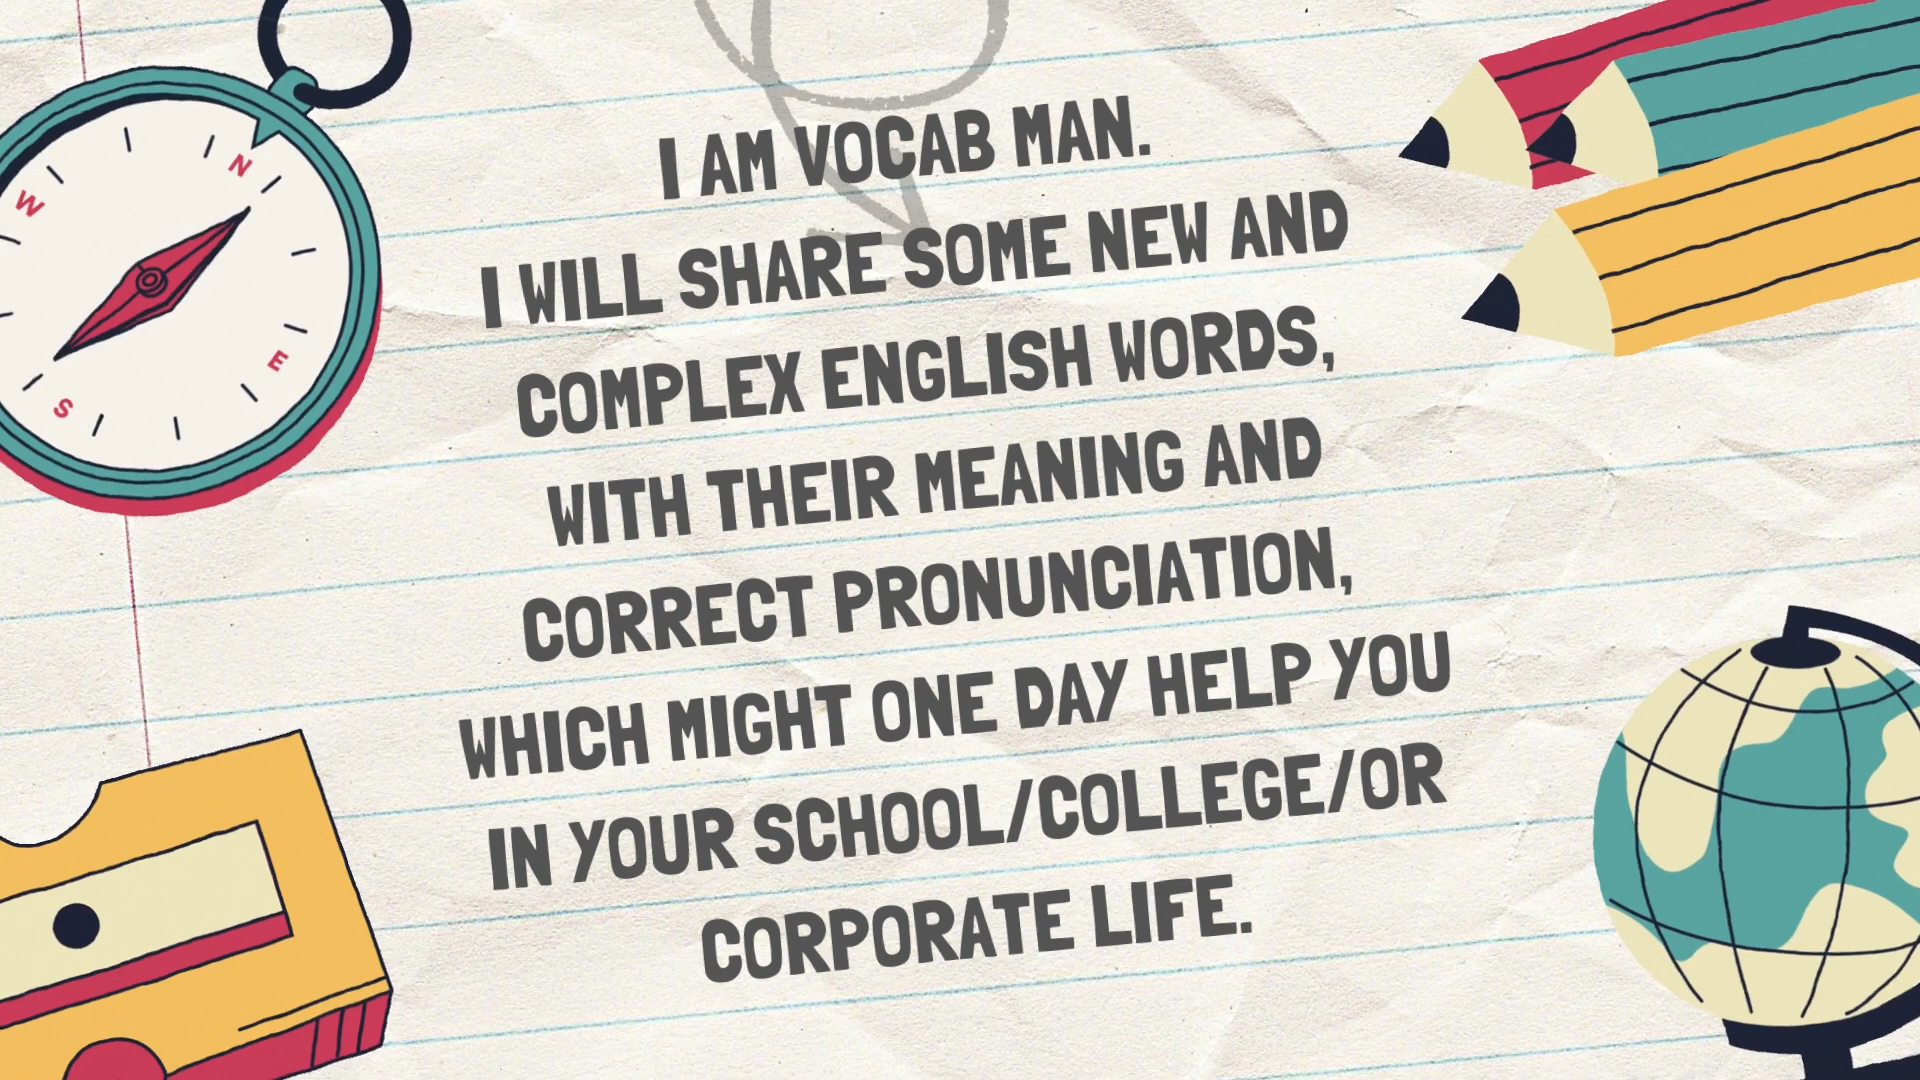 I AM VOCAB MAN.
I WILL SHARE SOME NEW AND
COMPLEX ENGLISH WORDS,
WITH THEIR MEANING AND
CORRECT PRONUNCIATION,
WHICH MIGHT ONE DAY HELP YOU
IN YOUR SCHOOL/COLLEGE/OR
CORPORATE LIFE.
N
W
E
S